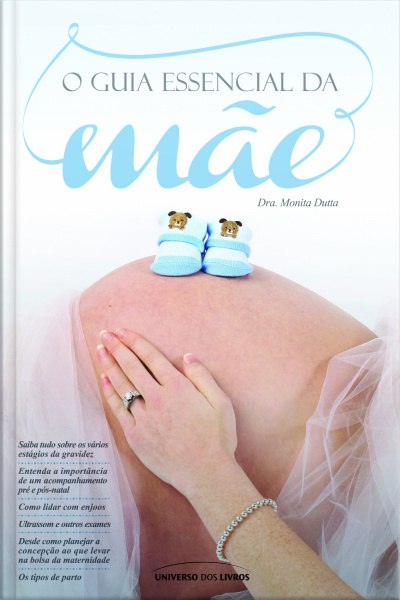 O GUIA ESSENCIAL DA
mãe
Dra. Monita Dutta
Saiba tudo sobre os vários
estágios da gravidez
Entenda a importância
de um acompanhamento
pré e pós-natal
Como lidar com enjoos
Ultrassom e outros exames
Desde como planejar a
concepção ao que levar
na bolsa da maternidade
Os tipos de parto
UNIVERSO DOS LIVROS